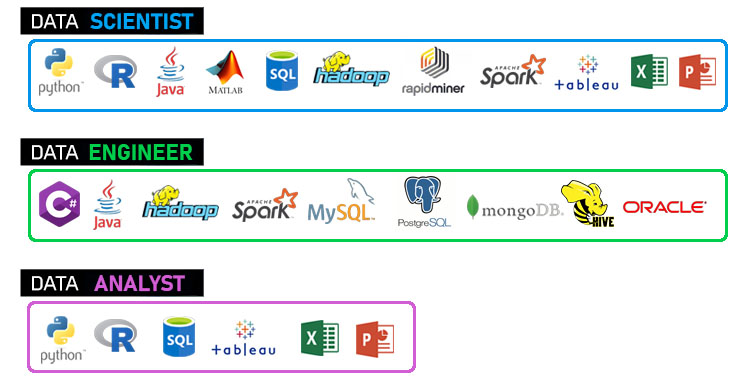 DATA SCIENTIST
python R Java MATLAB SQL hadoop rapidminer APACHE Spark +ableau X P
DATA ENGINEER
C# Java hadoop Spark MySQL PostgreSQL mongoDB HIVE ORACLE
DATA ANALYST
python R SQL +ableau X P